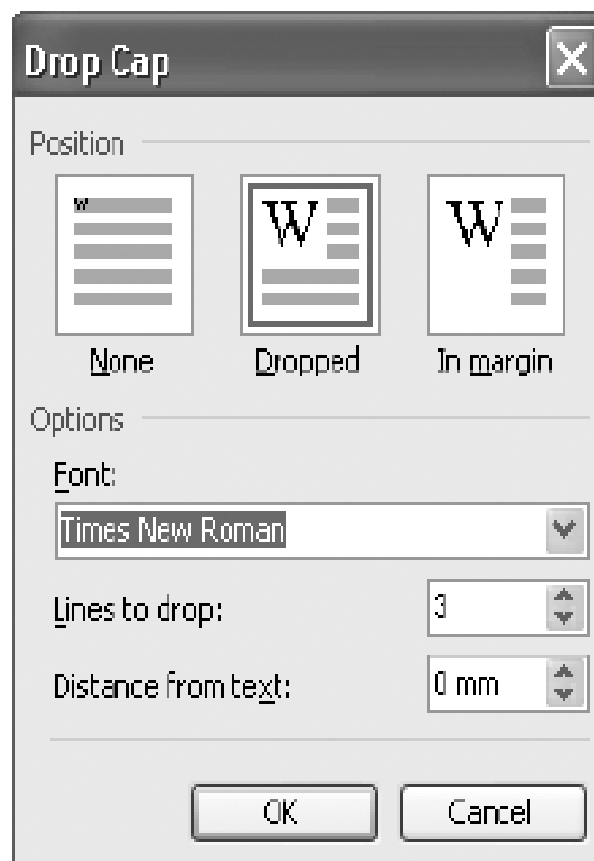 Drop Cap
Position
W
W
W
None
Dropped
In margin
Options
Font:
Times New Roman
Lines to drop:
3
Distance from text:
0 mm
OK
Cancel